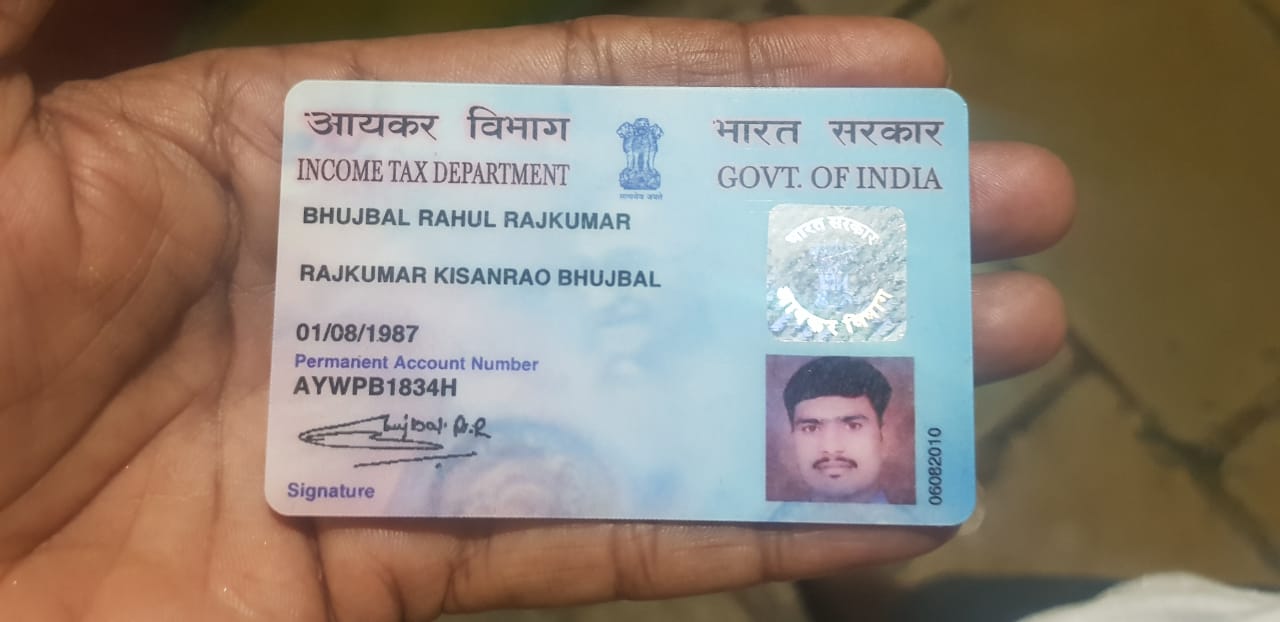 आयकर विभाग
INCOME TAX DEPARTMENT
भारत सरकार
GOVT. OF INDIA
सत्यमेव जयते
BHUJBAL RAHUL RAJKUMAR
RAJKUMAR KISANRAO BHUJBAL
01/08/1987
Permanent Account Number
AYWPB1834H
Bhujbal R.R
Signature
भारत सरकार
आयकर विभाग
06082010